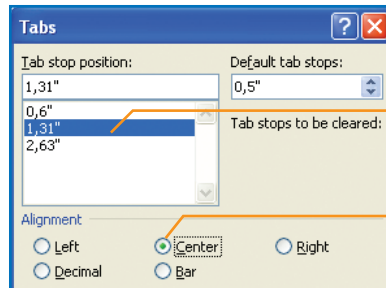 Tabs
Tab stop position:
Default tab stops:
1,31"
0,5"
0,6"
1,31"
2,63"
Tab stops to be cleared:
Alignment
Left
Center
Right
Decimal
Bar